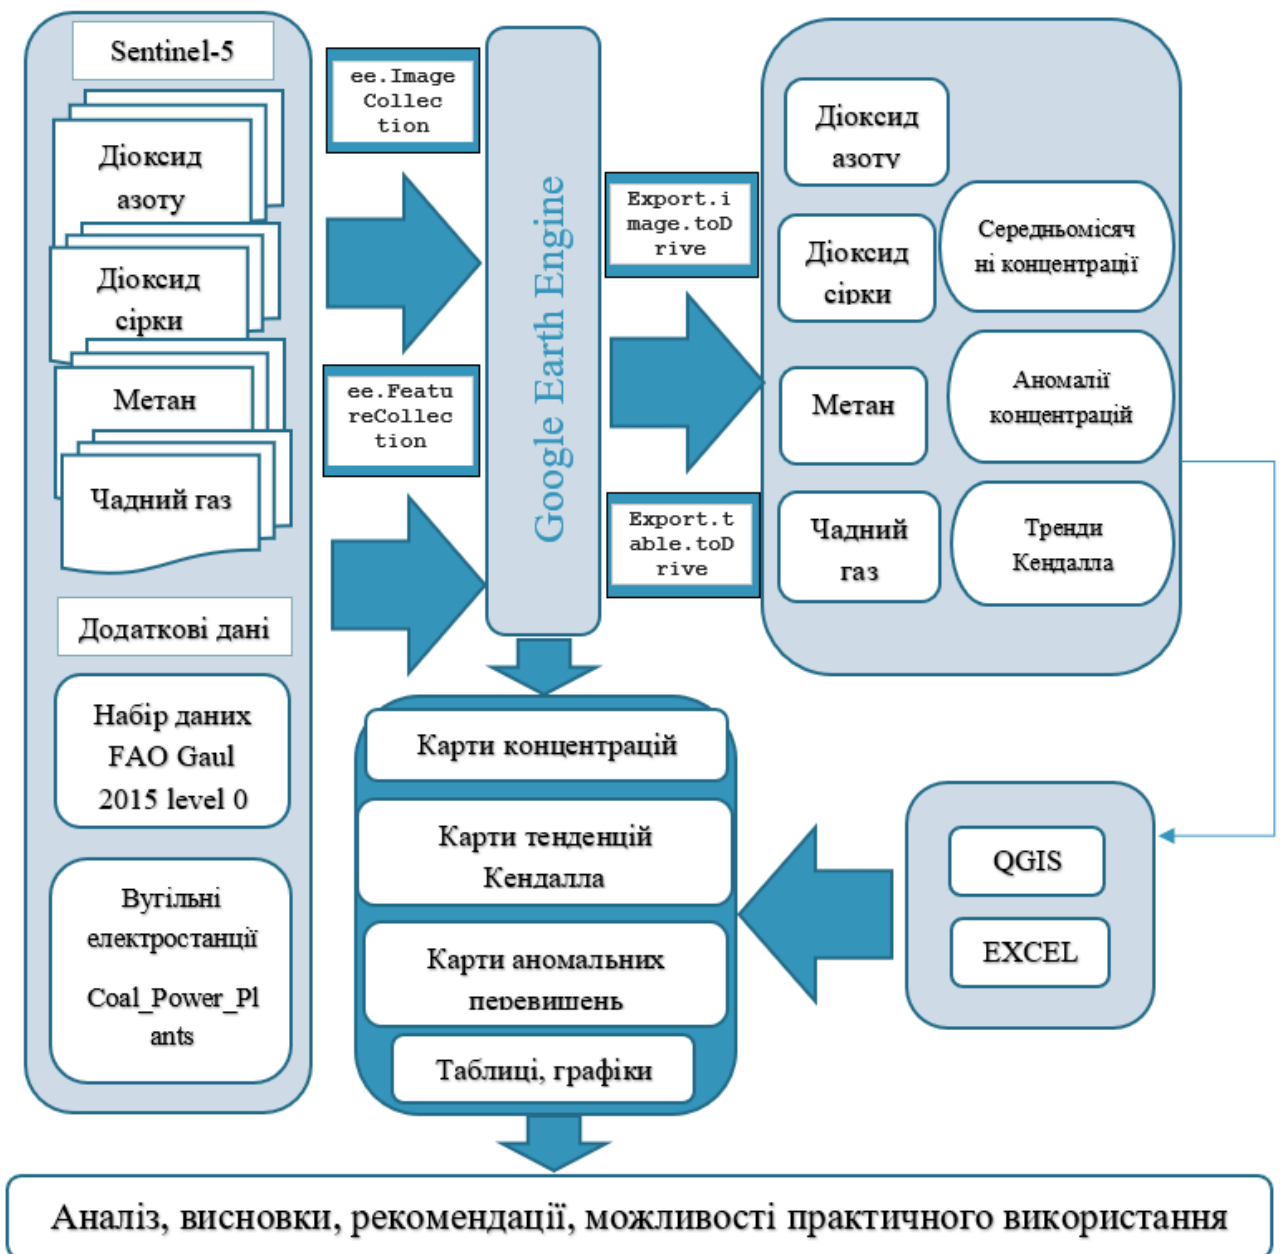 Sentinel-5
Діоксид
азоту
Діоксид
сірки
Метан
Чадний газ
Додаткові дані
Набір даних
FAO Gaul
2015 level 0
Вугільні
електростанції
Coal_Power_Pl
ants
ee.Image
Collec
tion
ee.Featu
reCollec
tion
Google Earth Engine
Export.i
mage.toD
rive
Export.t
able.toD
rive
Діоксид
азоту
Діоксид
сірки
Метан
Чадний
газ
Середньомісяч
ні концентрації
Аномалії
концентрацій
Тренди
Кендалла
Карти концентрацій
Карти тенденцій
Кендалла
Карти аномальних
перевишень
Таблиці, графіки
QGIS
EXCEL
Аналіз, висновки, рекомендації, можливості практичного використання